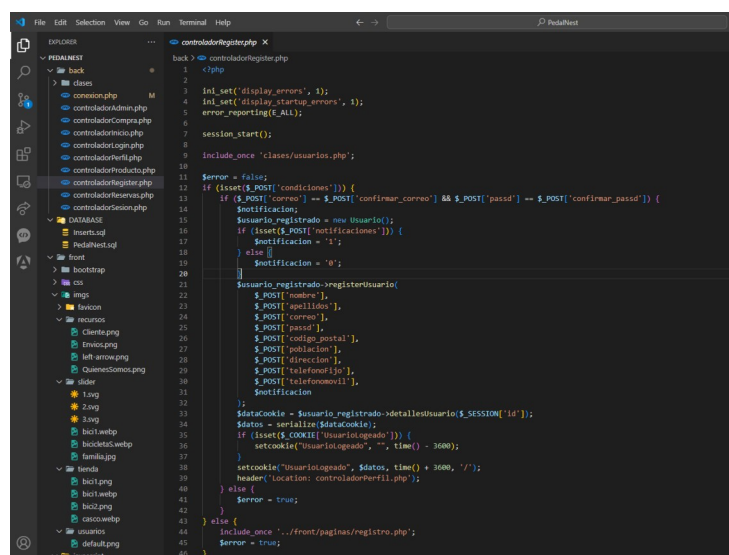 File Edit Selection View Go Run Terminal Help
PedalNest
EXPLORER
PEDALNEST
back
clases
conexion.php M
controladorAdmin.php
controladorCompra.php
controladorInicio.php
controladorLogin.php
controladorPerfil.php
controladorProducto.php
controladorRegister.php
controladorReservas.php
controladorSesion.php
DATABASE
Inserts.sql
PedalNest.sql
front
bootstrap
css
imgs
favicon
recursos
Cliente.png
Envios.png
left-arrow.png
QuienesSomos.png
slider
1.svg
2.svg
3.svg
bici1.webp
bicicletaS.webp
familia.jpg
tienda
bici1.png
bici1.webp
bici2.png
casco.webp
usuarios
default.png
controladorRegister.php
back > controladorRegister.php
1 <?php
2
3 ini_set('display_errors', 1);
4 ini_set('display_startup_errors', 1);
5 error_reporting(E_ALL);
6
7 session_start();
8
9 include_once 'clases/usuarios.php';
10
11 $error = false;
12 if (isset($_POST['condiciones'])) {
13 if ($_POST['correo'] == $_POST['confirmar_correo'] && $_POST['passd'] == $_POST['confirmar_passd']) {
14 $notificacion;
15 $usuario_registrado = new Usuario();
16 if (isset($_POST['notificaciones'])) {
17 $notificacion = '1';
18 } else {
19 $notificacion = '0';
20 }
21 $usuario_registrado->registerUsuario(
22 $_POST['nombre'],
23 $_POST['apellidos'],
24 $_POST['correo'],
25 $_POST['passd'],
26 $_POST['codigo_postal'],
27 $_POST['poblacion'],
28 $_POST['direccion'],
29 $_POST['telefonoFijo'],
30 $_POST['telefonomovil'],
31 $notificacion
32 );
33 $dataCookie = $usuario_registrado->detallesUsuario($_SESSION['id']);
34 $datos = serialize($dataCookie);
35 if (isset($_COOKIE['UsuarioLogeado'])) {
36 setcookie("UsuarioLogeado", "", time() - 3600);
37 }
38 setcookie("UsuarioLogeado", $datos, time() + 3600, '/');
39 header('Location: controladorPerfil.php');
40 } else {
41 $error = true;
42 }
43 } else {
44 include_once '../front/paginas/registro.php';
45 $error = true;
46 }